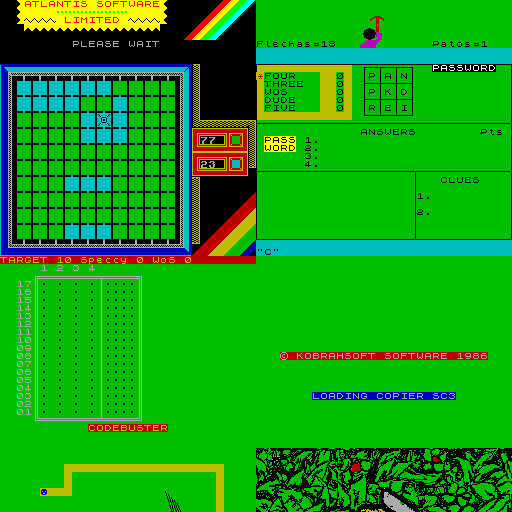 ATLANTIS SOFTWARE
LIMITED
PLEASE WAIT
77
23
TARGET 10 Speccy 0 WoS 0
Flechas=18 Patos=1
PASSWORD
*FOUR 0
THREE 0
WOS 0
DUDE 0
FIVE 0
P A N
P K D
R E I
ANSWERS Pts
PASS
WORD
1.
2.
3.
4.
CLUES
1.
2.
"C"
1 2 3 4
17
16
15
14
13
12
11
10
09
08
07
06
05
04
03
02
01
CODEBUSTER
© KOBRAHSOFT SOFTWARE 1986
LOADING COPIER SC3